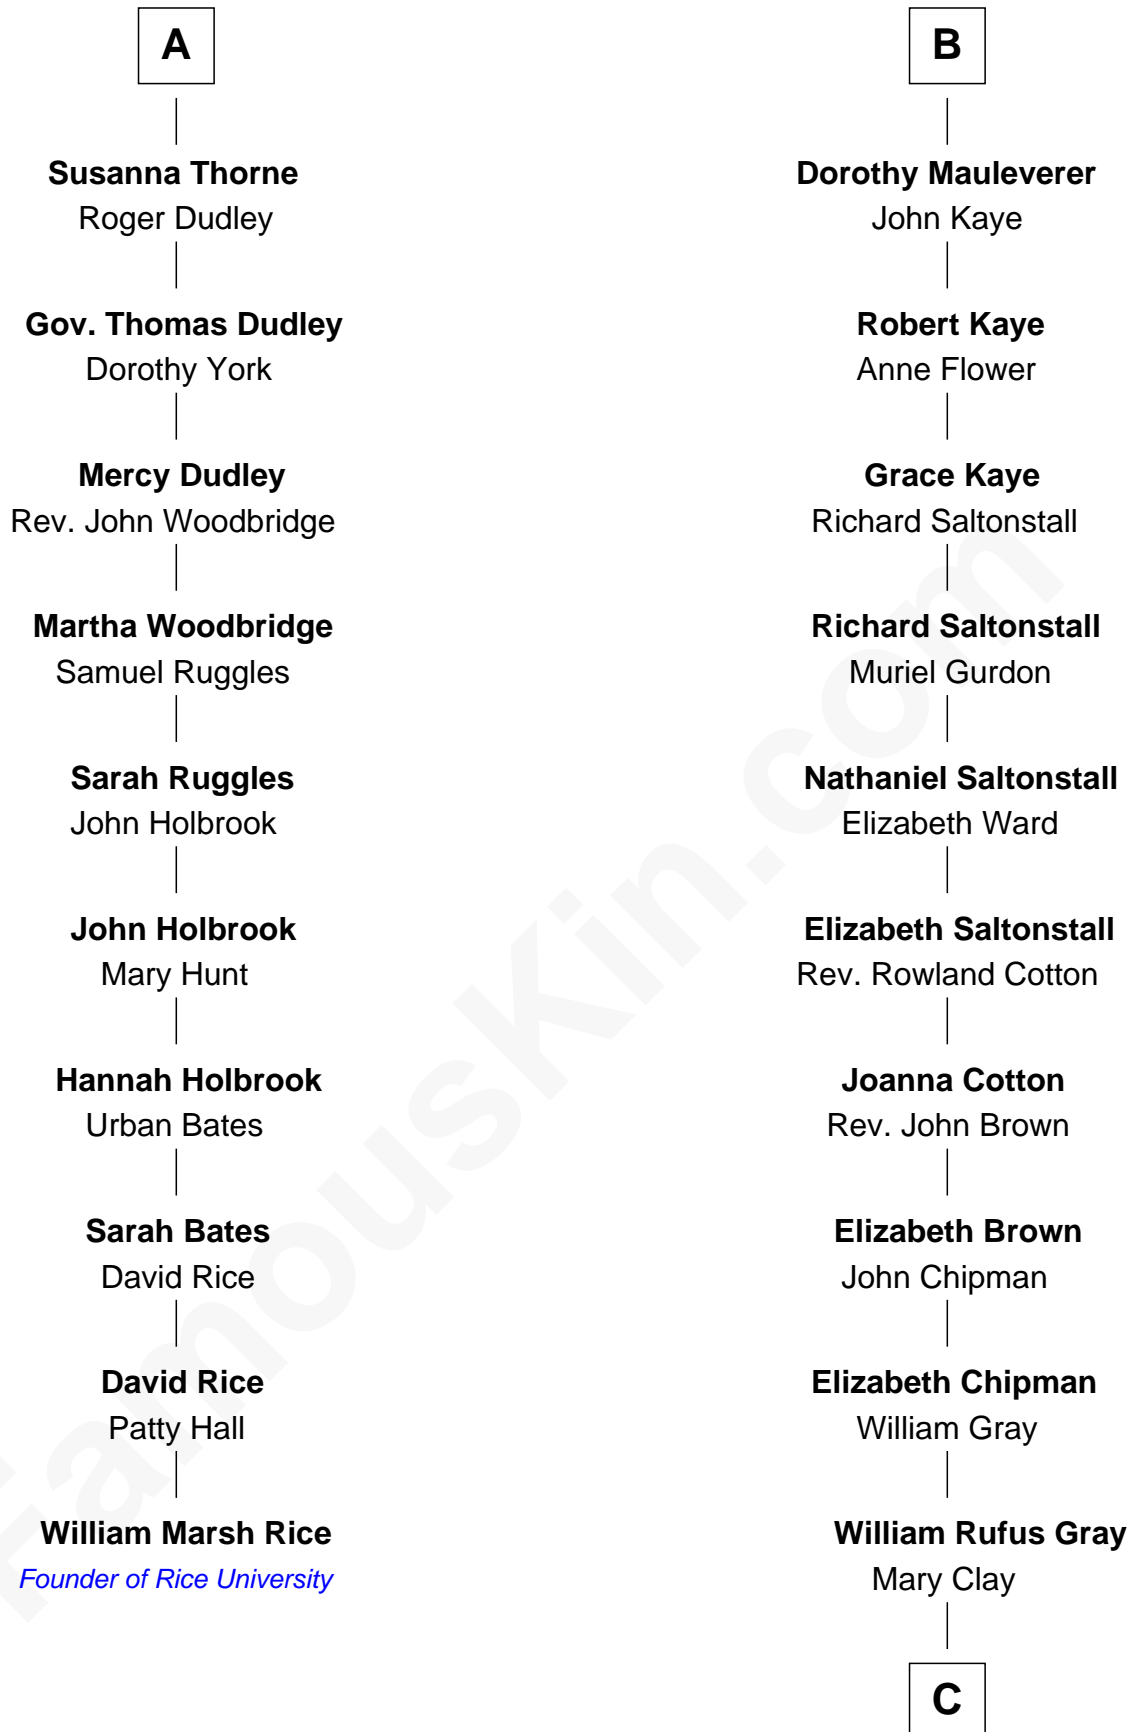 A
Susanna Thorne
Roger Dudley
Gov. Thomas Dudley
Dorothy York
Mercy Dudley
Rev. John Woodbridge
Martha Woodbridge
Samuel Ruggles
Sarah Ruggles
John Holbrook
John Holbrook
Mary Hunt
Hannah Holbrook
Urban Bates
Sarah Bates
David Rice
David Rice
Patty Hall
William Marsh Rice
Founder of Rice University
B
Dorothy Mauleverer
John Kaye
Robert Kaye
Anne Flower
Grace Kaye
Richard Saltonstall
Richard Saltonstall
Muriel Gurdon
Nathaniel Saltonstall
Elizabeth Ward
Elizabeth Saltonstall
Rev. Rowland Cotton
Joanna Cotton
Rev. John Brown
Elizabeth Brown
John Chipman
Elizabeth Chipman
William Gray
William Rufus Gray
Mary Clay
C
FamousKin.com